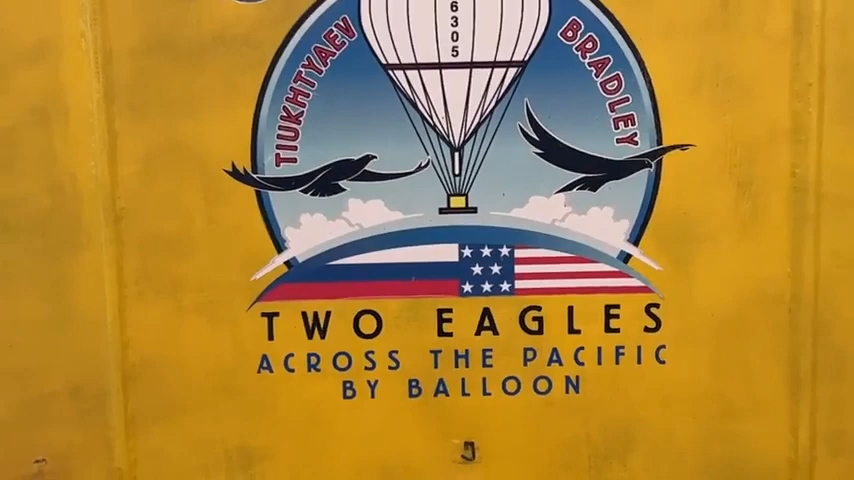 6305
TIUKHTYAEV
BRADLEY
TWO EAGLES
ACROSS THE PACIFIC
BY BALLOON